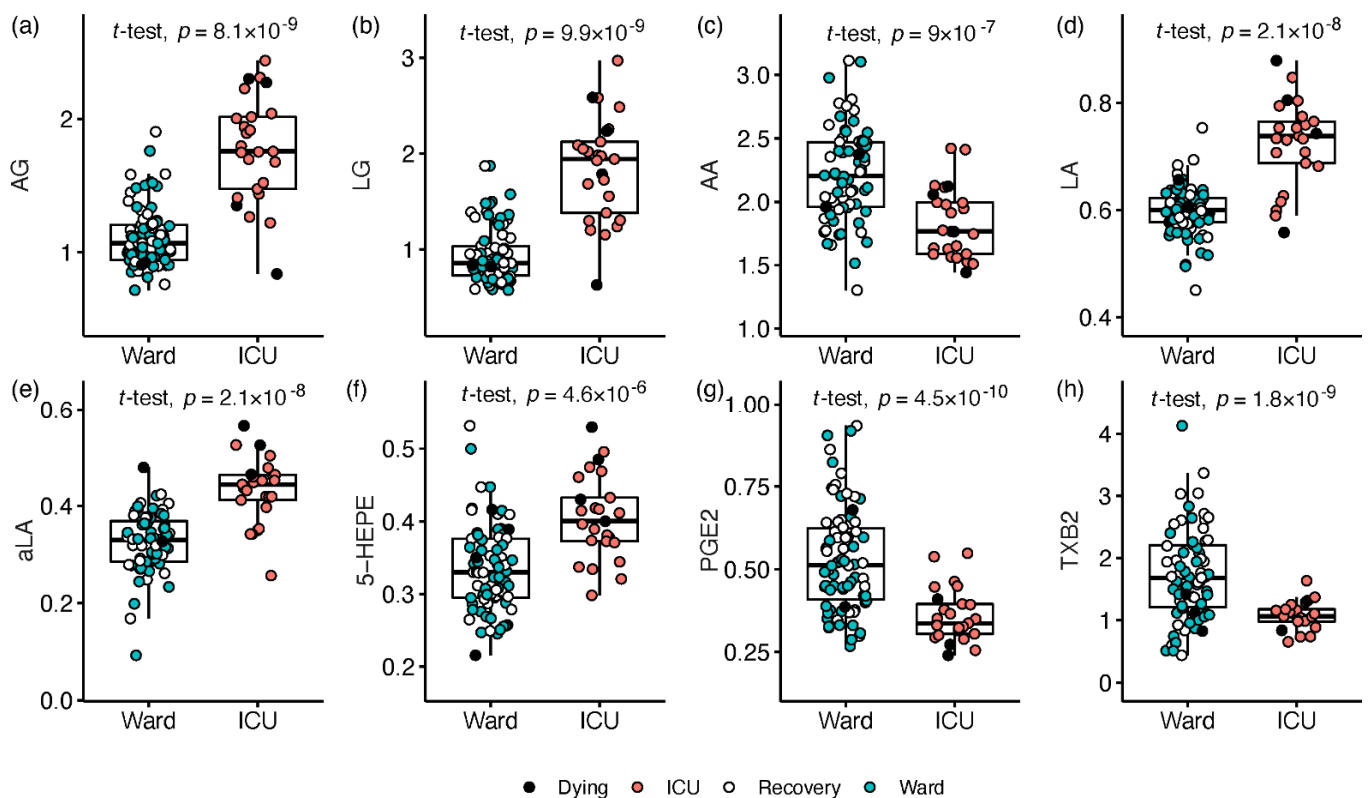 (a)
t-test, p = 8.1×10-9
AG
2
1
Ward
ICU
(b)
t-test, p = 9.9×10-9
LG
3
2
1
Ward
ICU
(c)
t-test, p = 9×10-7
AA
3.0
2.5
2.0
1.5
1.0
Ward
ICU
(d)
t-test, p = 2.1×10-8
LA
0.8
0.6
0.4
Ward
ICU
(e)
t-test, p = 2.1×10-8
aLA
0.6
0.4
0.2
0.0
Ward
ICU
(f)
t-test, p = 4.6×10-6
5-HEPE
0.5
0.4
0.3
0.2
Ward
ICU
(g)
t-test, p = 4.5×10-10
PGE2
1.00
0.75
0.50
0.25
Ward
ICU
(h)
t-test, p = 1.8×10-9
TXB2
4
3
2
1
0
Ward
ICU
Dying ICU Recovery Ward